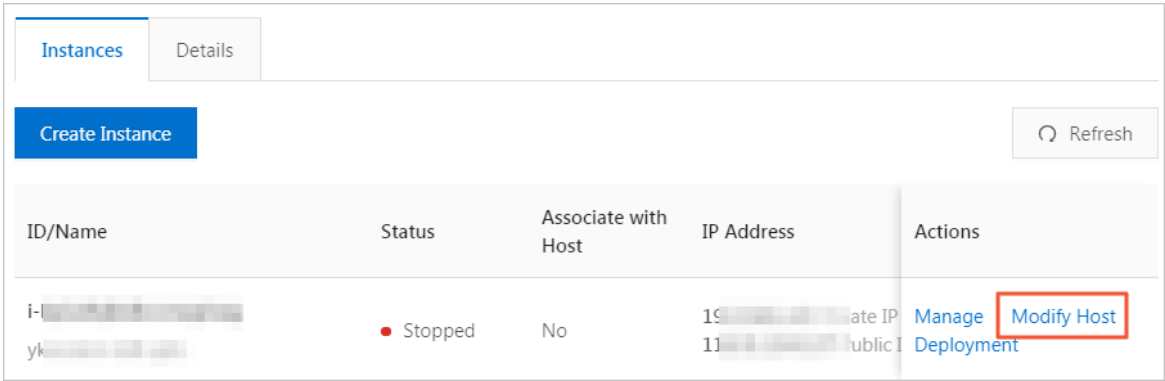 Instances
Details
Create Instance
Refresh
ID/Name
Status
Associate with
Host
IP Address
Actions
i-
Stopped
No
19 ate IP
11 ublic I
Manage
Modify Host
Deployment
yk